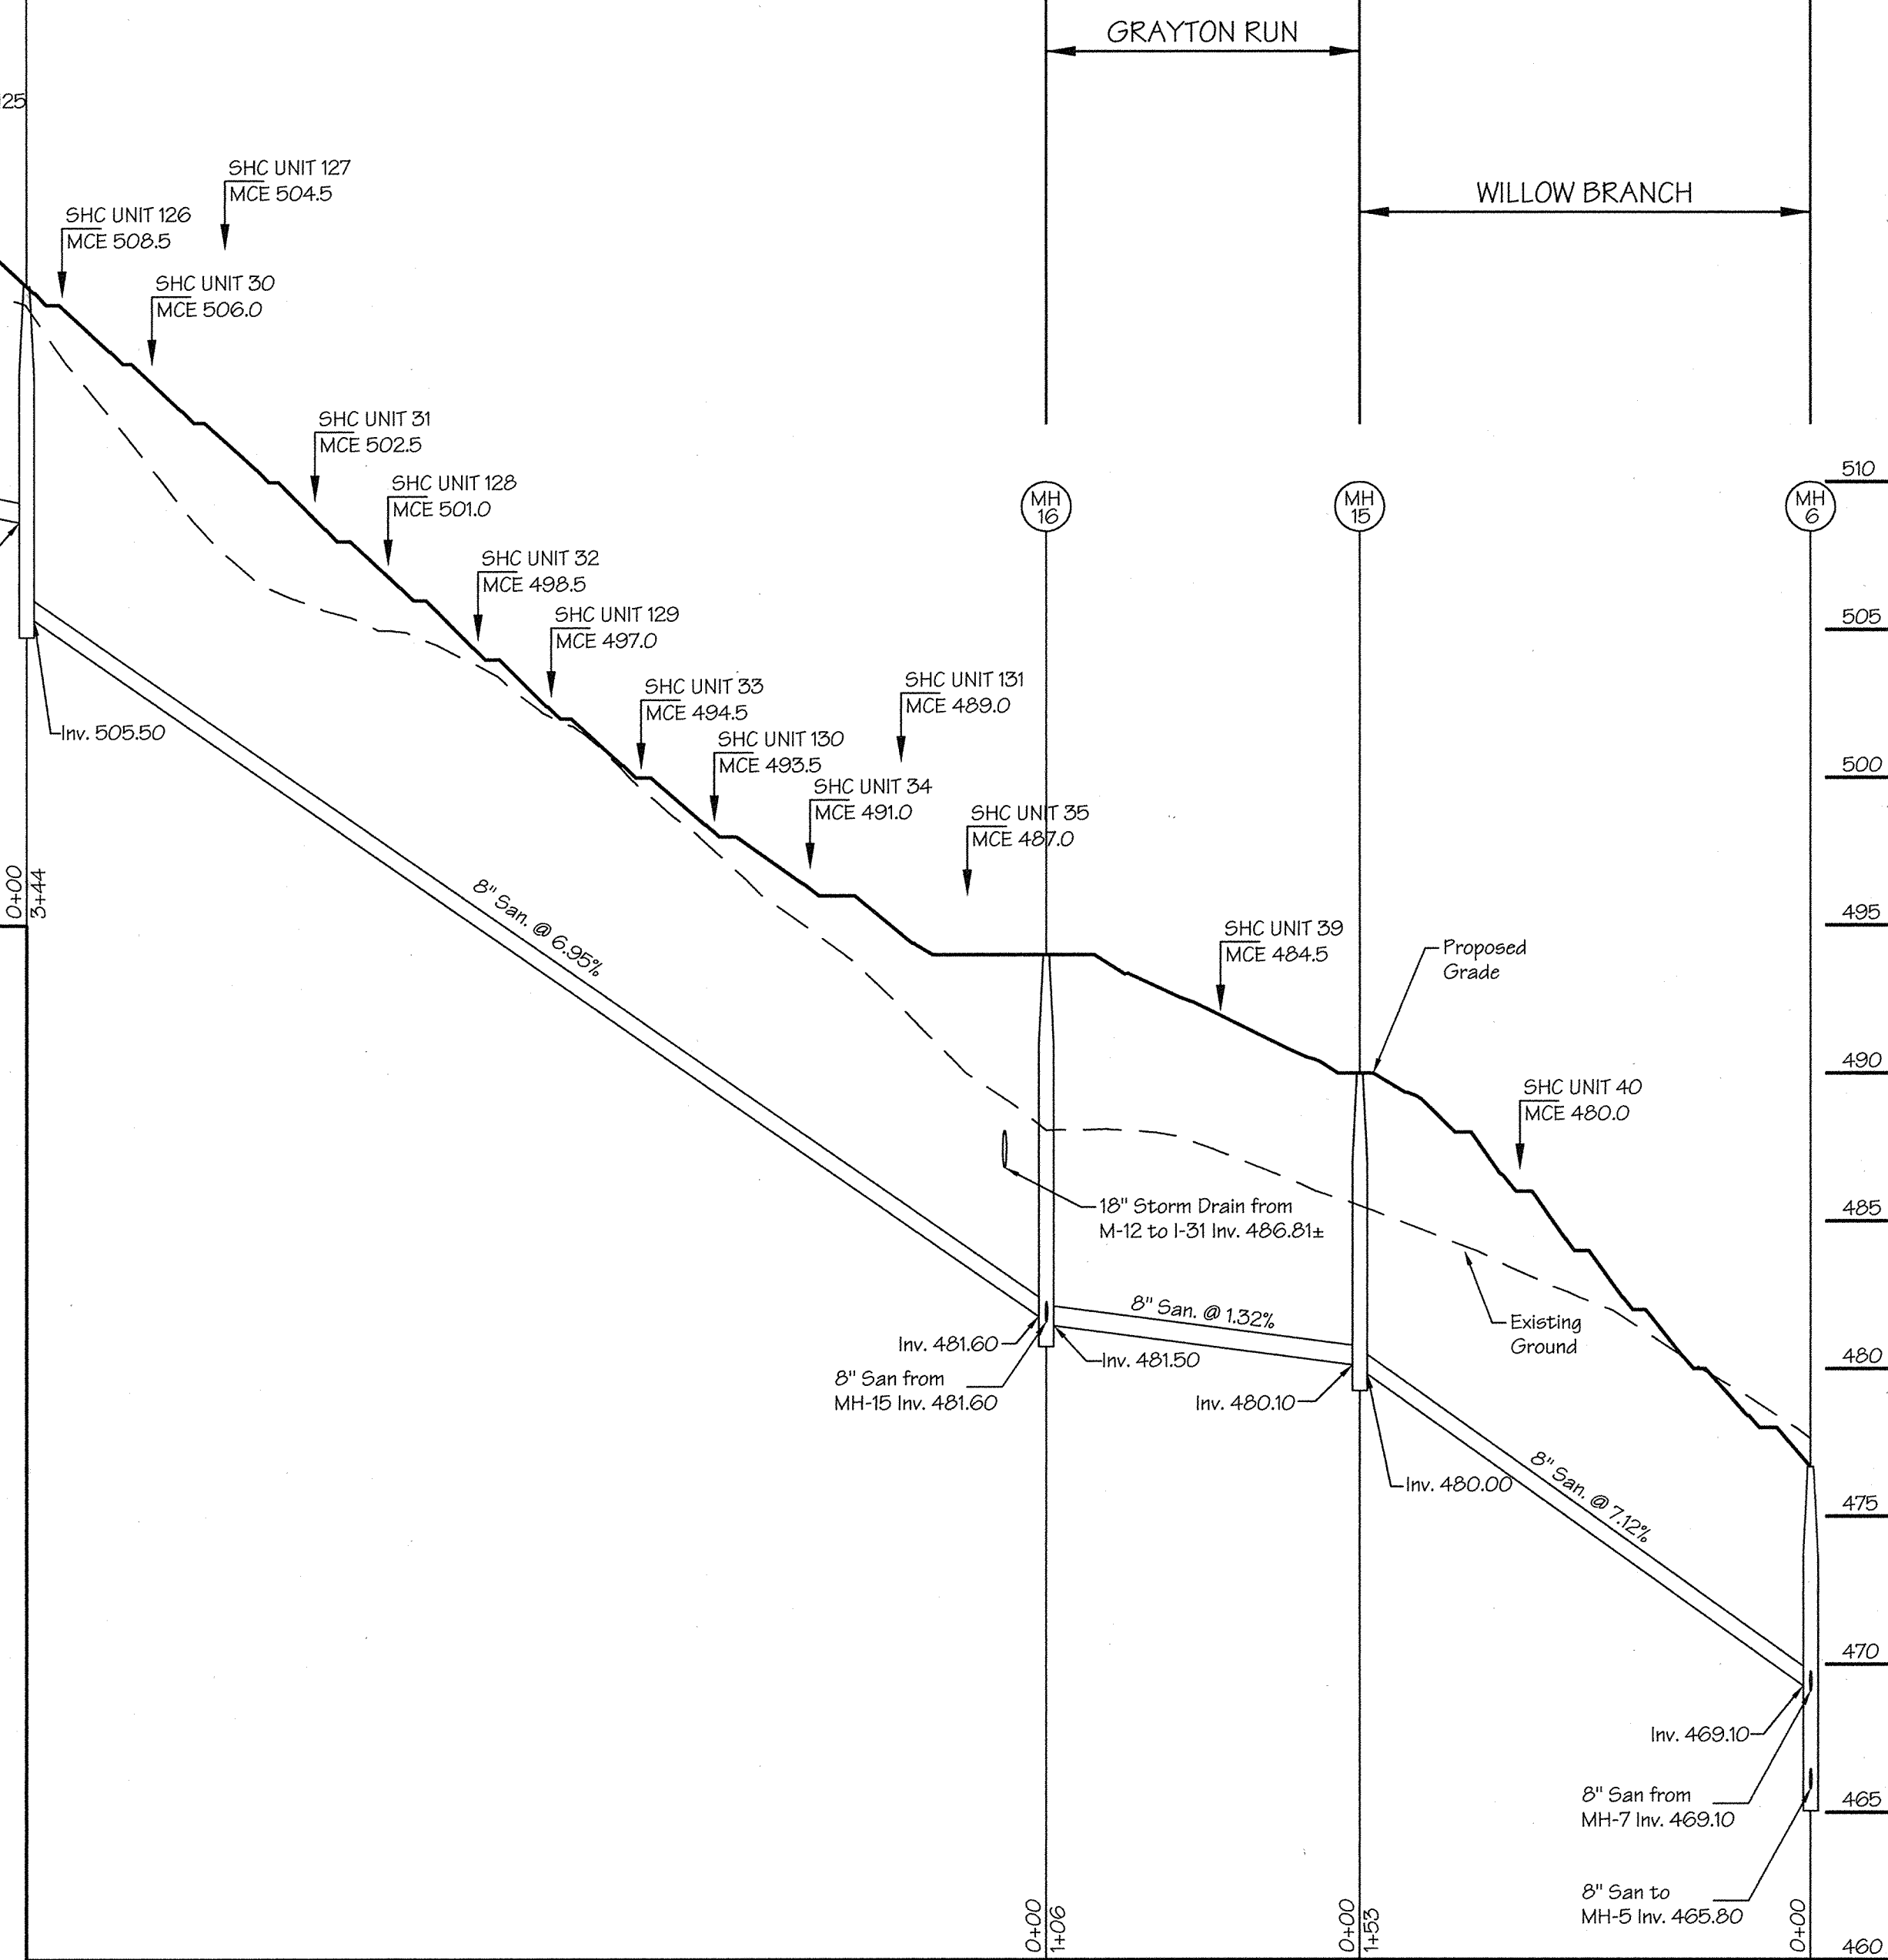 GRAYTON RUN
WILLOW BRANCH
125
SHC UNIT 127
MCE 504.5
SHC UNIT 126
MCE 508.5
SHC UNIT 30
MCE 506.0
SHC UNIT 31
MCE 502.5
SHC UNIT 128
MCE 501.0
SHC UNIT 32
MCE 498.5
SHC UNIT 129
MCE 497.0
SHC UNIT 33
MCE 494.5
SHC UNIT 130
MCE 493.5
SHC UNIT 131
MCE 489.0
SHC UNIT 34
MCE 491.0
SHC UNIT 35
MCE 487.0
SHC UNIT 39
MCE 484.5
SHC UNIT 40
MCE 480.0
MH
16
MH
15
MH
6
510
505
500
495
490
485
480
475
470
465
460
Proposed
Grade
Existing
Ground
Inv. 505.50
0+00
3+44
8" San. @ 6.95%
18" Storm Drain from
M-12 to I-31 Inv. 486.81±
8" San. @ 1.32%
Inv. 481.60
Inv. 481.50
8" San from
MH-15 Inv. 481.60
Inv. 480.10
Inv. 480.00
8" San. @ 7.12%
Inv. 469.10
8" San from
MH-7 Inv. 469.10
8" San to
MH-5 Inv. 465.80
0+00
1+06
0+00
1+53
0+00